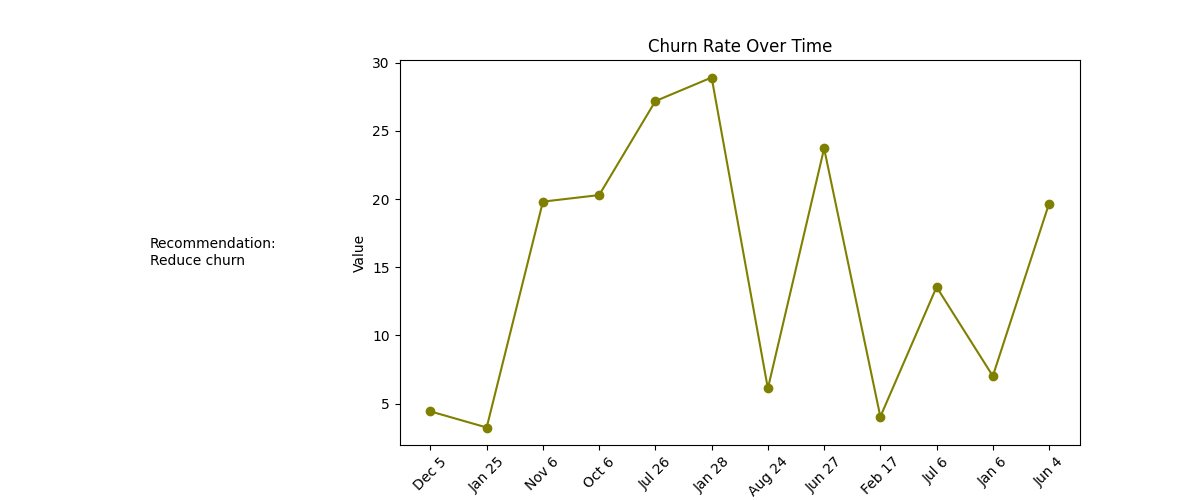 Churn Rate Over Time
Recommendation:
Reduce churn
Value
30
25
20
15
10
5
Dec 5
Jan 25
Nov 6
Oct 6
Jul 26
Jan 28
Aug 24
Jun 27
Feb 17
Jul 6
Jan 6
Jun 4